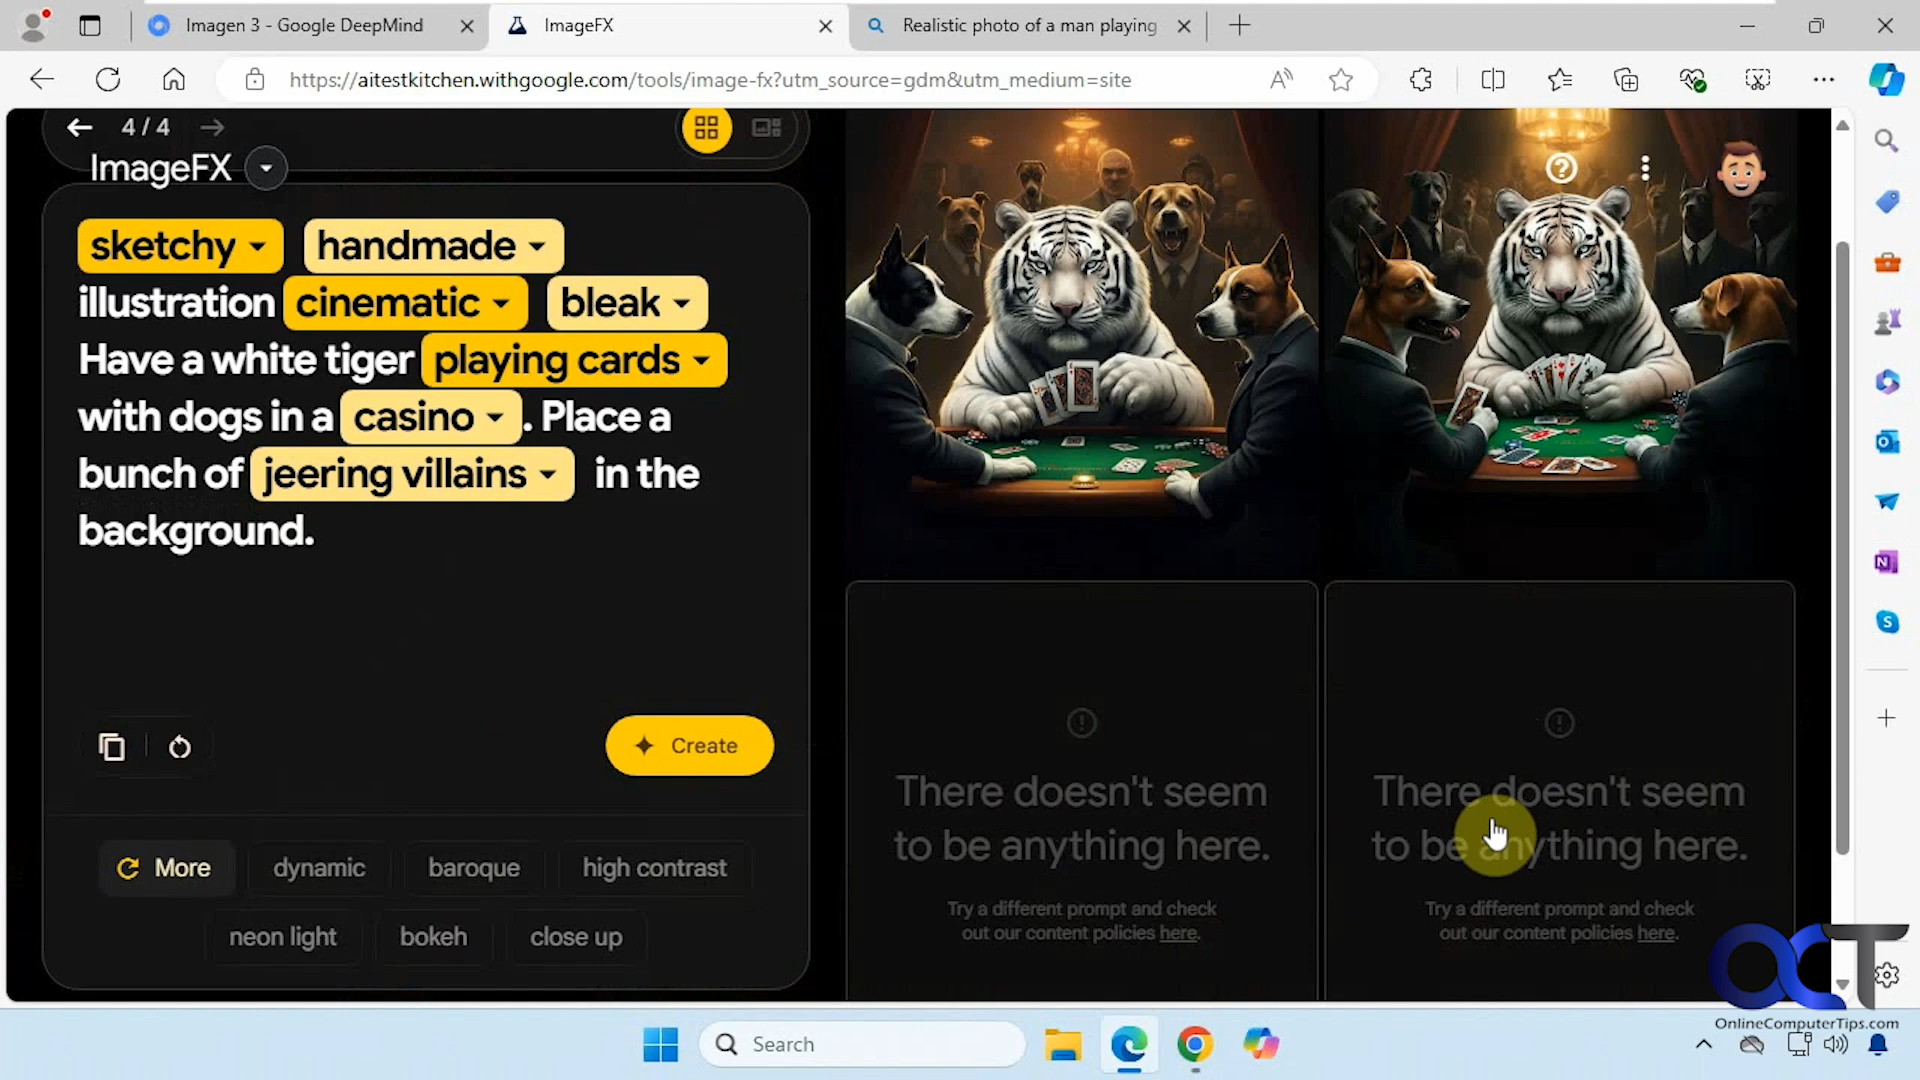 Imagen 3 - Google DeepMind
ImageFX
Realistic photo of a man playing
https://aitestkitchen.withgoogle.com/tools/image-fx?utm_source=gdm&utm_medium=site
4 / 4
ImageFX
sketchy handmade
illustration cinematic bleak
Have a white tiger playing cards
with dogs in a casino. Place a
bunch of jeering villains in the
background.
Create
More dynamic baroque high contrast
neon light bokeh close up
There doesn't seem
to be anything here.
Try a different prompt and check
out our content policies here.
There doesn't seem
to be anything here.
Try a different prompt and check
out our content policies here.
OCT
OnlineComputerTips.com
Search